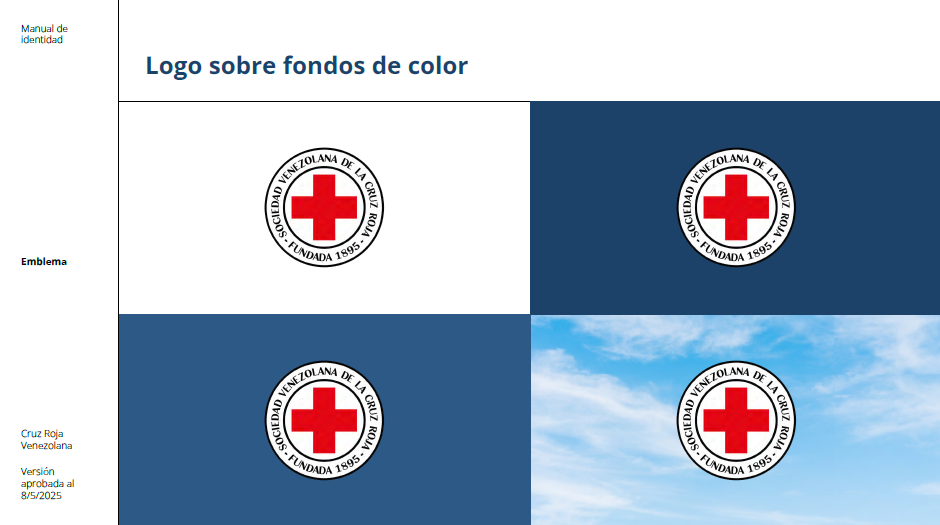 Manual de
identidad
Logo sobre fondos de color
SOCIEDAD VENEZOLANA DE LA CRUZ ROJA
- FUNDADA 1895 -
SOCIEDAD VENEZOLANA DE LA CRUZ ROJA
- FUNDADA 1895 -
Emblema
SOCIEDAD VENEZOLANA DE LA CRUZ ROJA
- FUNDADA 1895 -
SOCIEDAD VENEZOLANA DE LA CRUZ ROJA
- FUNDADA 1895 -
Cruz Roja
Venezolana
Versión
aprobada al
8/5/2025